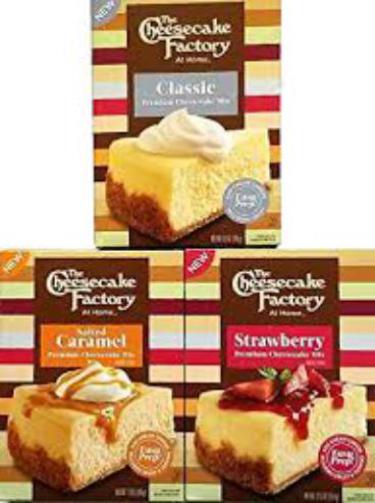 NEW
The
Cheesecake
Factory
At Home.
Classic
Premium Cheesecake Mix
Easy
Prep!
NEW
The
Cheesecake
Factory
At Home.
Salted
Caramel
Premium Cheesecake Mix
Easy
Prep!
NEW
The
Cheesecake
Factory
At Home.
Strawberry
Premium Cheesecake Mix
Easy
Prep!